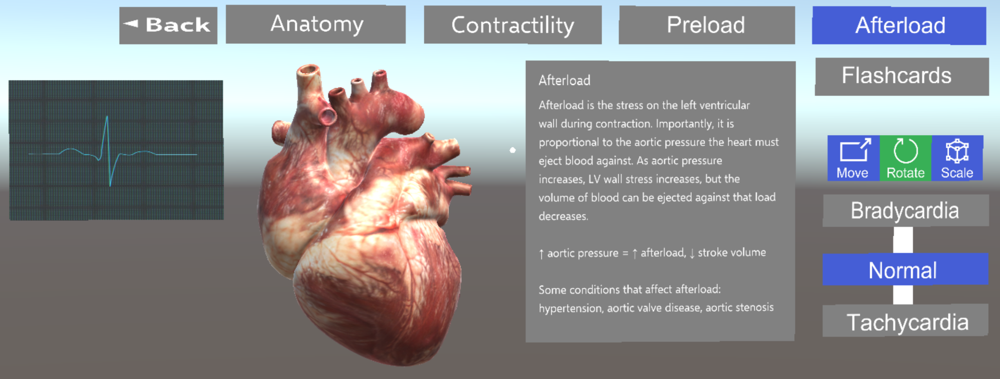 Back
Anatomy
Contractility
Preload
Afterload
Flashcards
Afterload
Afterload is the stress on the left ventricular
wall during contraction. Importantly, it is
proportional to the aortic pressure the heart must
eject blood against. As aortic pressure
increases, LV wall stress increases, but the
volume of blood can be ejected against that load
decreases.
↑ aortic pressure = ↑ afterload, ↓ stroke volume
Some conditions that affect afterload:
hypertension, aortic valve disease, aortic stenosis
Move
Rotate
Scale
Bradycardia
Normal
Tachycardia